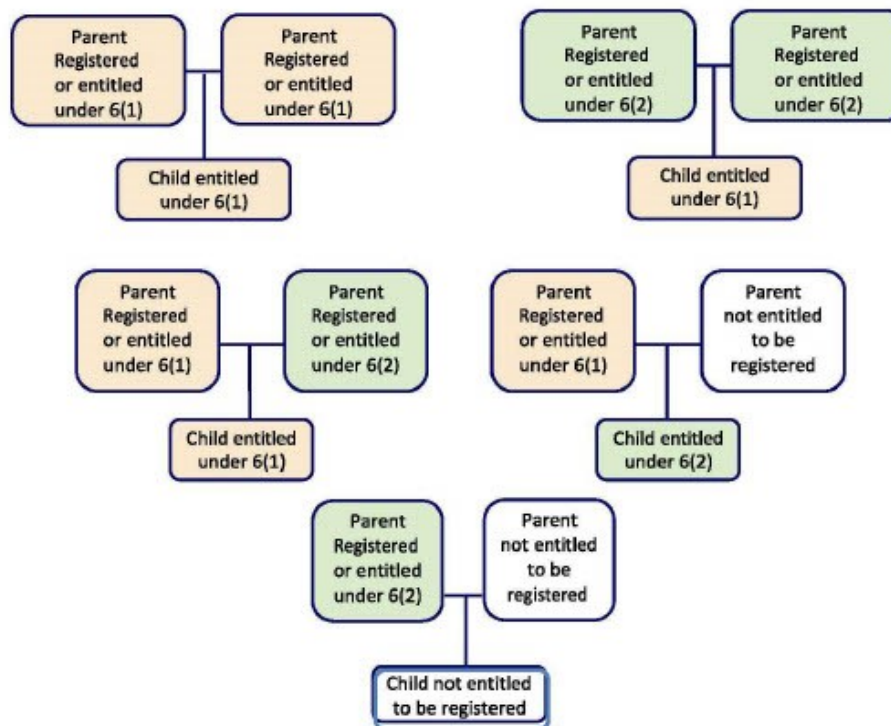 Parent
Registered
or entitled
under 6(1)
Parent
Registered
or entitled
under 6(1)
Child entitled
under 6(1)
Parent
Registered
or entitled
under 6(2)
Parent
Registered
or entitled
under 6(2)
Child entitled
under 6(1)
Parent
Registered
or entitled
under 6(1)
Parent
Registered
or entitled
under 6(2)
Child entitled
under 6(1)
Parent
Registered
or entitled
under 6(1)
Parent
not entitled
to be
registered
Child entitled
under 6(2)
Parent
Registered
or entitled
under 6(2)
Parent
not entitled
to be
registered
Child not entitled
to be registered